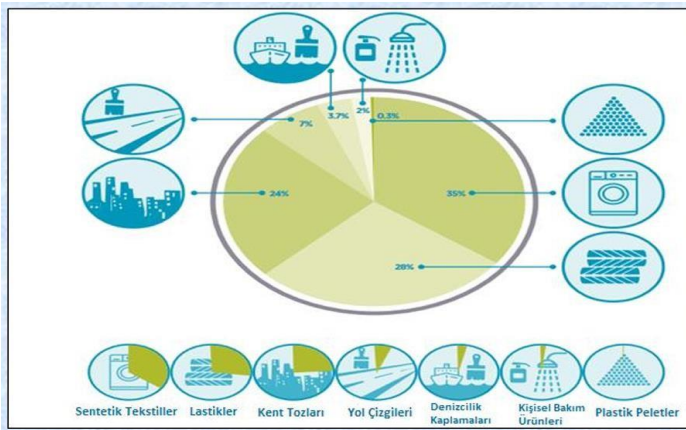 3.7%
2%
0.3%
7%
24%
35%
28%
Sentetik Tekstiller
Lastikler
Kent Tozları
Yol Çizgileri
Denizcilik
Kaplamaları
Kişisel Bakım
Ürünleri
Plastik Peletler